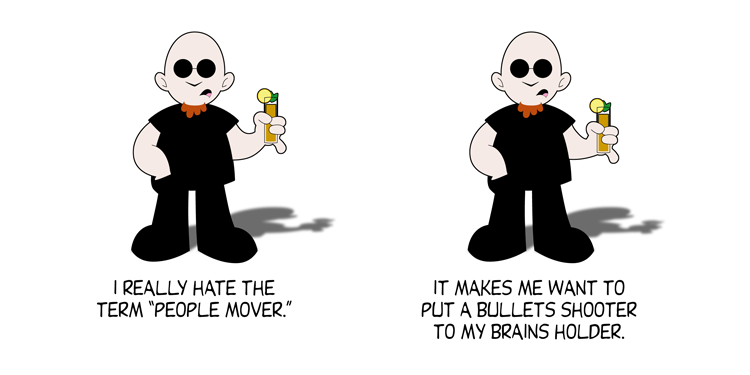 I REALLY HATE THE
TERM “PEOPLE MOVER.”
IT MAKES ME WANT TO
PUT A BULLETS SHOOTER
TO MY BRAINS HOLDER.